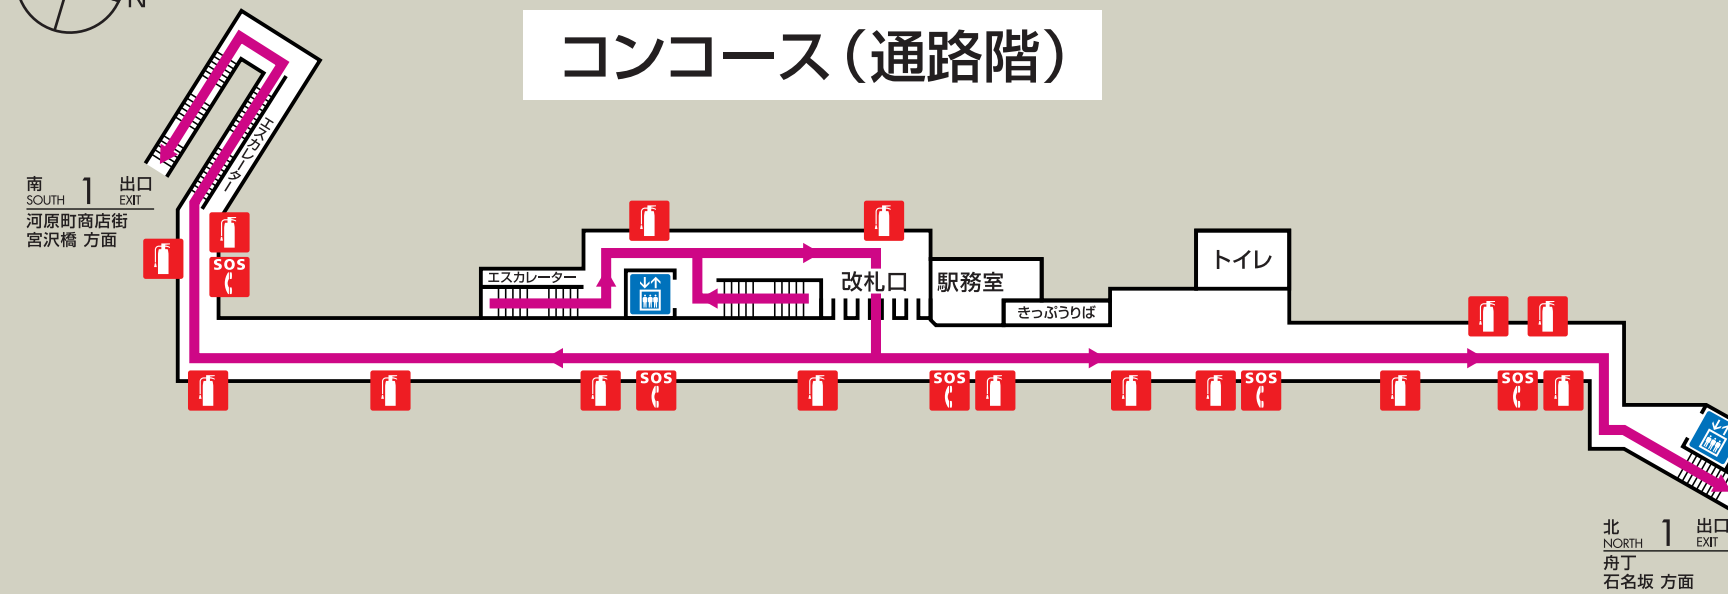 N
コンコース（通路階）
エスカレーター
南 1 出口
SOUTH EXIT
河原町商店街
宮沢橋 方面
SOS
エスカレーター
改札口
駅務室
きっぷうりば
トイレ
SOS
SOS
SOS
SOS
北 1 出口
NORTH EXIT
舟丁
石名坂 方面